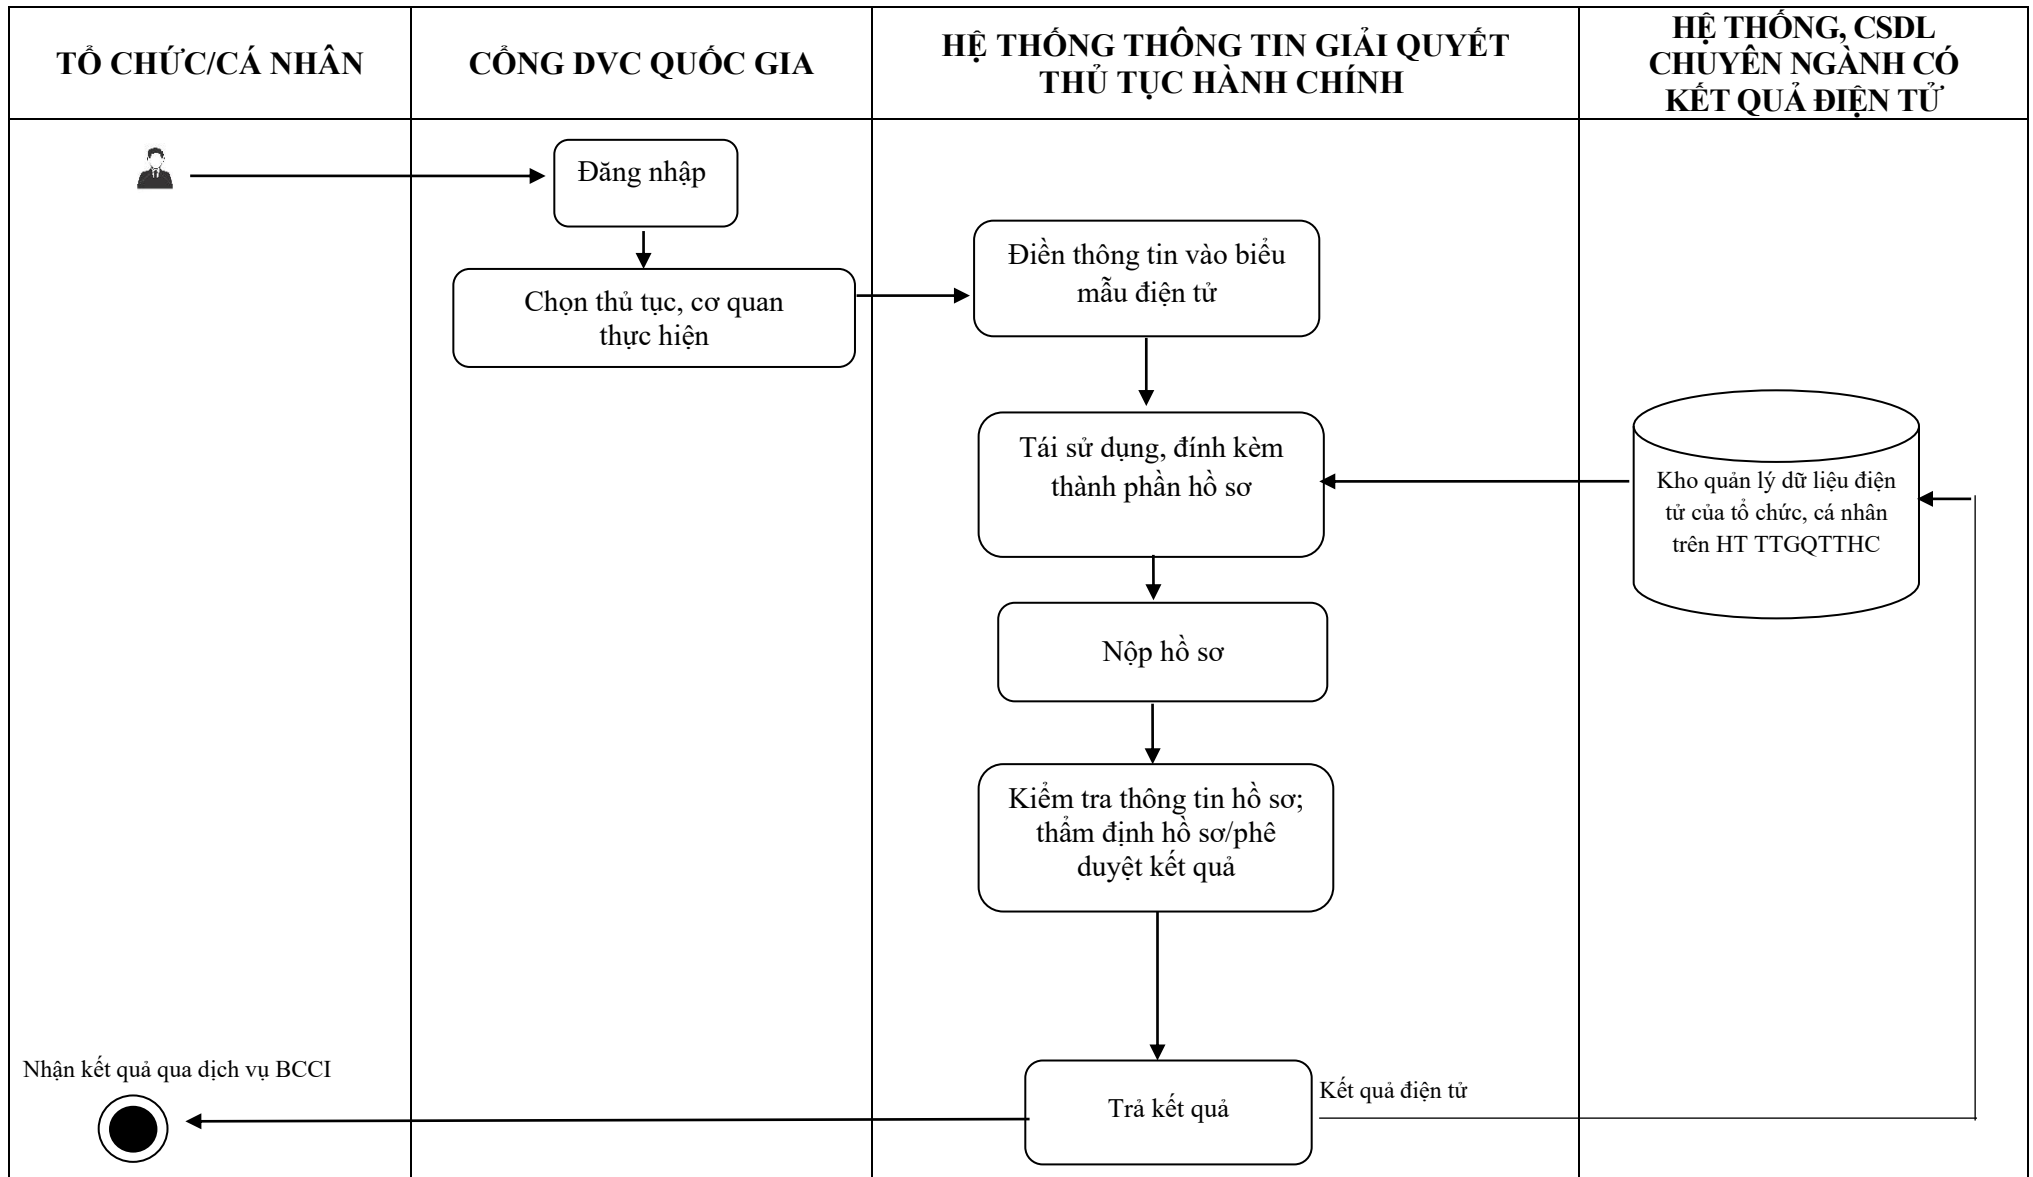 TỔ CHỨC/CÁ NHÂN
CỔNG DVC QUỐC GIA
HỆ THỐNG THÔNG TIN GIẢI QUYẾT
THỦ TỤC HÀNH CHÍNH
HỆ THỐNG, CSDL
CHUYÊN NGÀNH CÓ
KẾT QUẢ ĐIỆN TỬ
Đăng nhập
Chọn thủ tục, cơ quan
thực hiện
Điền thông tin vào biểu
mẫu điện tử
Tái sử dụng, đính kèm
thành phần hồ sơ
Kho quản lý dữ liệu điện
tử của tổ chức, cá nhân
trên HT TTGQTTHC
Nộp hồ sơ
Kiểm tra thông tin hồ sơ;
thẩm định hồ sơ/phê
duyệt kết quả
Nhận kết quả qua dịch vụ BCCI
Trả kết quả
Kết quả điện tử